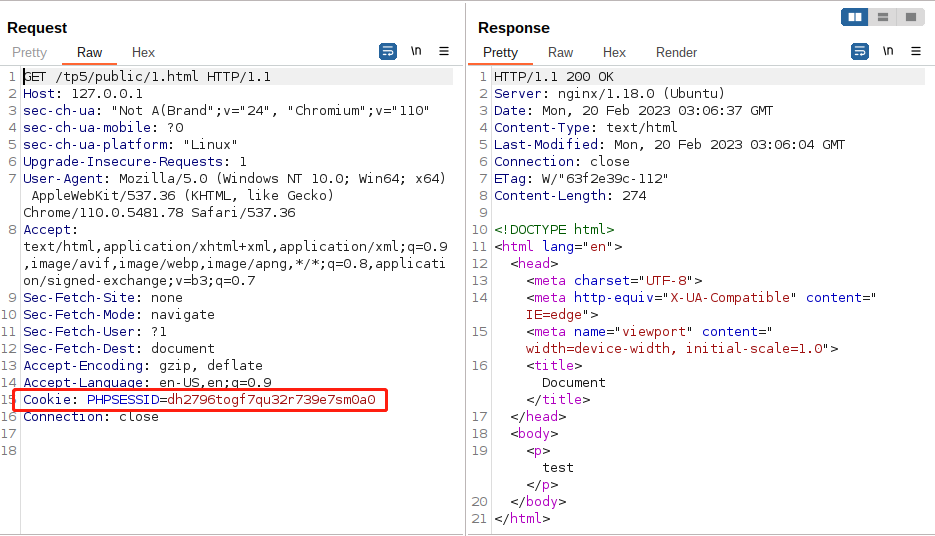 Request
Pretty Raw Hex
\n
1 GET /tp5/public/1.html HTTP/1.1
2 Host: 127.0.0.1
3 sec-ch-ua: "Not A(Brand";v="24", "Chromium";v="110"
4 sec-ch-ua-mobile: ?0
5 sec-ch-ua-platform: "Linux"
6 Upgrade-Insecure-Requests: 1
7 User-Agent: Mozilla/5.0 (Windows NT 10.0; Win64; x64)
AppleWebKit/537.36 (KHTML, like Gecko)
Chrome/110.0.5481.78 Safari/537.36
8 Accept:
text/html,application/xhtml+xml,application/xml;q=0.9
,image/avif,image/webp,image/apng,*/*;q=0.8,applicati
on/signed-exchange;v=b3;q=0.7
9 Sec-Fetch-Site: none
10 Sec-Fetch-Mode: navigate
11 Sec-Fetch-User: ?1
12 Sec-Fetch-Dest: document
13 Accept-Encoding: gzip, deflate
14 Accept-Language: en-US,en;q=0.9
15 Cookie: PHPSESSID=dh2796togf7qu32r739e7sm0a0
16 Connection: close
17
18
Response
Pretty Raw Hex Render
\n
1 HTTP/1.1 200 OK
2 Server: nginx/1.18.0 (Ubuntu)
3 Date: Mon, 20 Feb 2023 03:06:37 GMT
4 Content-Type: text/html
5 Last-Modified: Mon, 20 Feb 2023 03:06:04 GMT
6 Connection: close
7 ETag: W/"63f2e39c-112"
8 Content-Length: 274
9
10 <!DOCTYPE html>
11 <html lang="en">
12 <head>
13 <meta charset="UTF-8">
14 <meta http-equiv="X-UA-Compatible" content="
IE=edge">
15 <meta name="viewport" content="
width=device-width, initial-scale=1.0">
16 <title>
Document
</title>
17 </head>
18 <body>
19 <p>
test
</p>
20 </body>
21 </html>